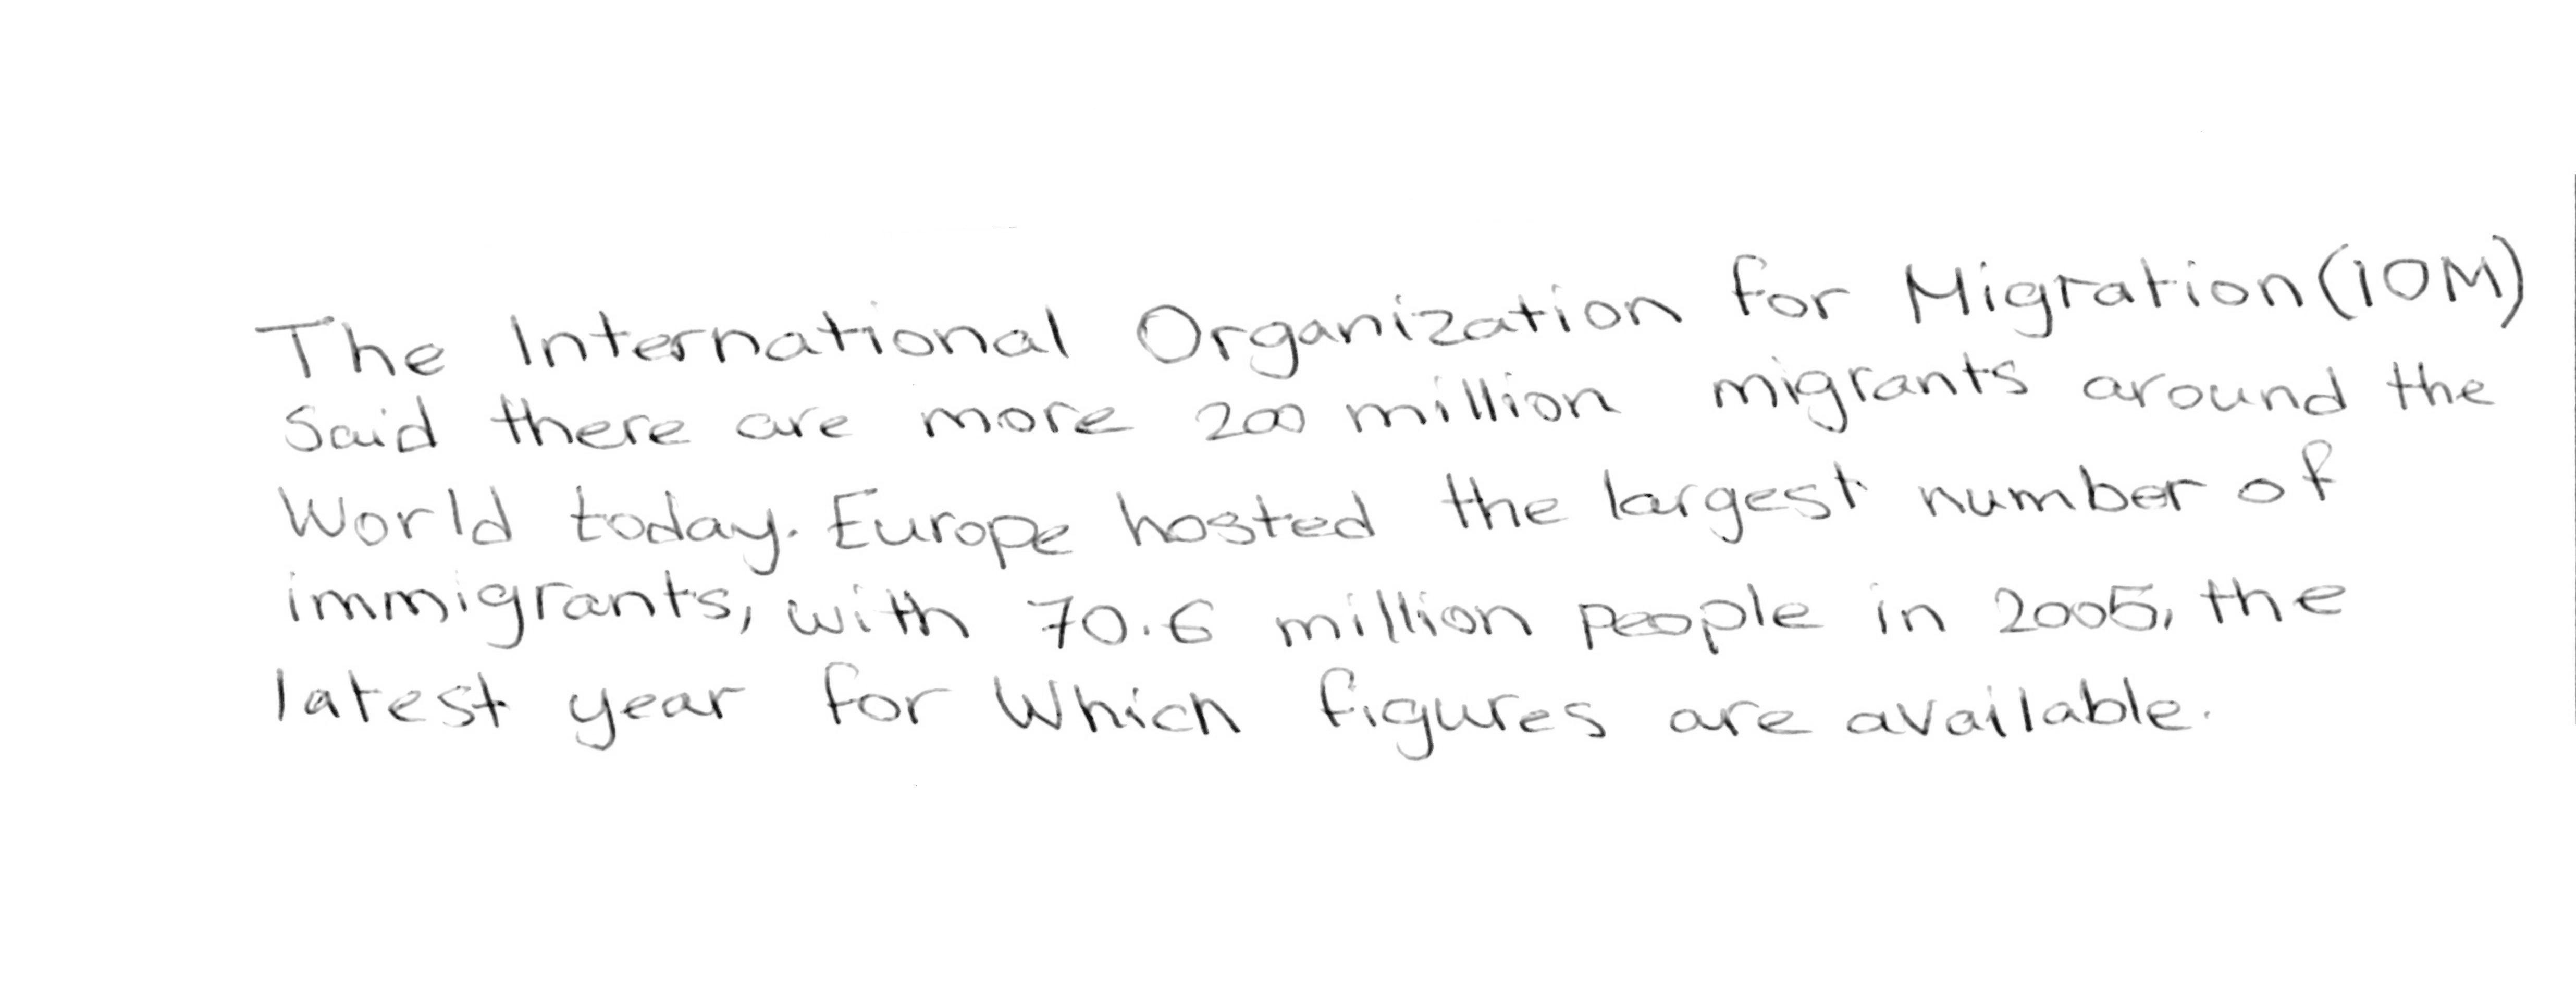 The International Organization for Migration (IOM)
Said there are more 200 million migrants around the
World today. Europe hosted the largest number of
immigrants, with 70.6 million people in 2005, the
latest year for Which figures are available.